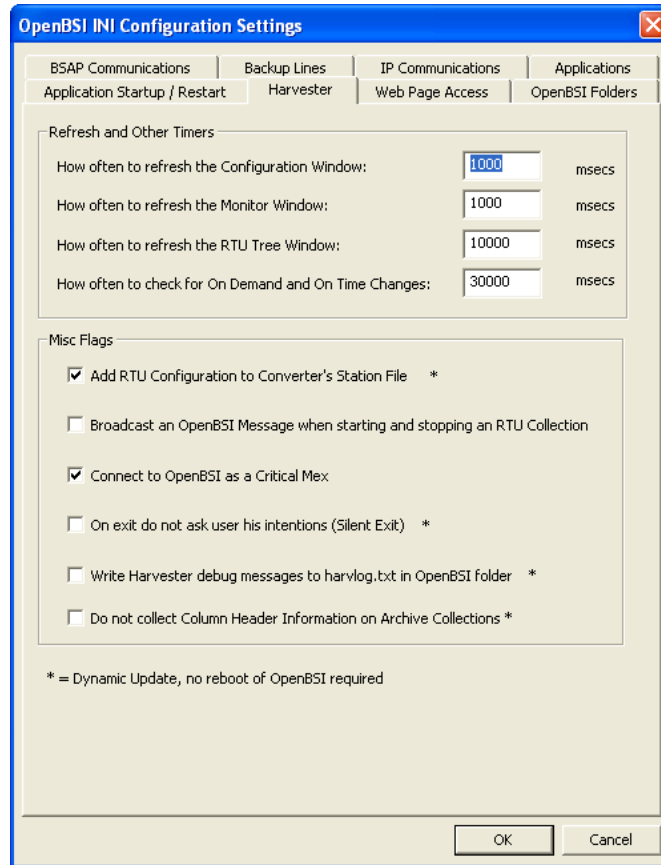 OpenBSI INI Configuration Settings
BSAP Communications Backup Lines IP Communications Applications
Application Startup / Restart Harvester Web Page Access OpenBSI Folders
Refresh and Other Timers
How often to refresh the Configuration Window: 1000 msecs
How often to refresh the Monitor Window: 1000 msecs
How often to refresh the RTU Tree Window: 10000 msecs
How often to check for On Demand and On Time Changes: 30000 msecs
Misc Flags
Add RTU Configuration to Converter's Station File *
Broadcast an OpenBSI Message when starting and stopping an RTU Collection
Connect to OpenBSI as a Critical Mex
On exit do not ask user his intentions (Silent Exit) *
Write Harvester debug messages to harvlog.txt in OpenBSI folder *
Do not collect Column Header Information on Archive Collections *
* = Dynamic Update, no reboot of OpenBSI required
OK Cancel